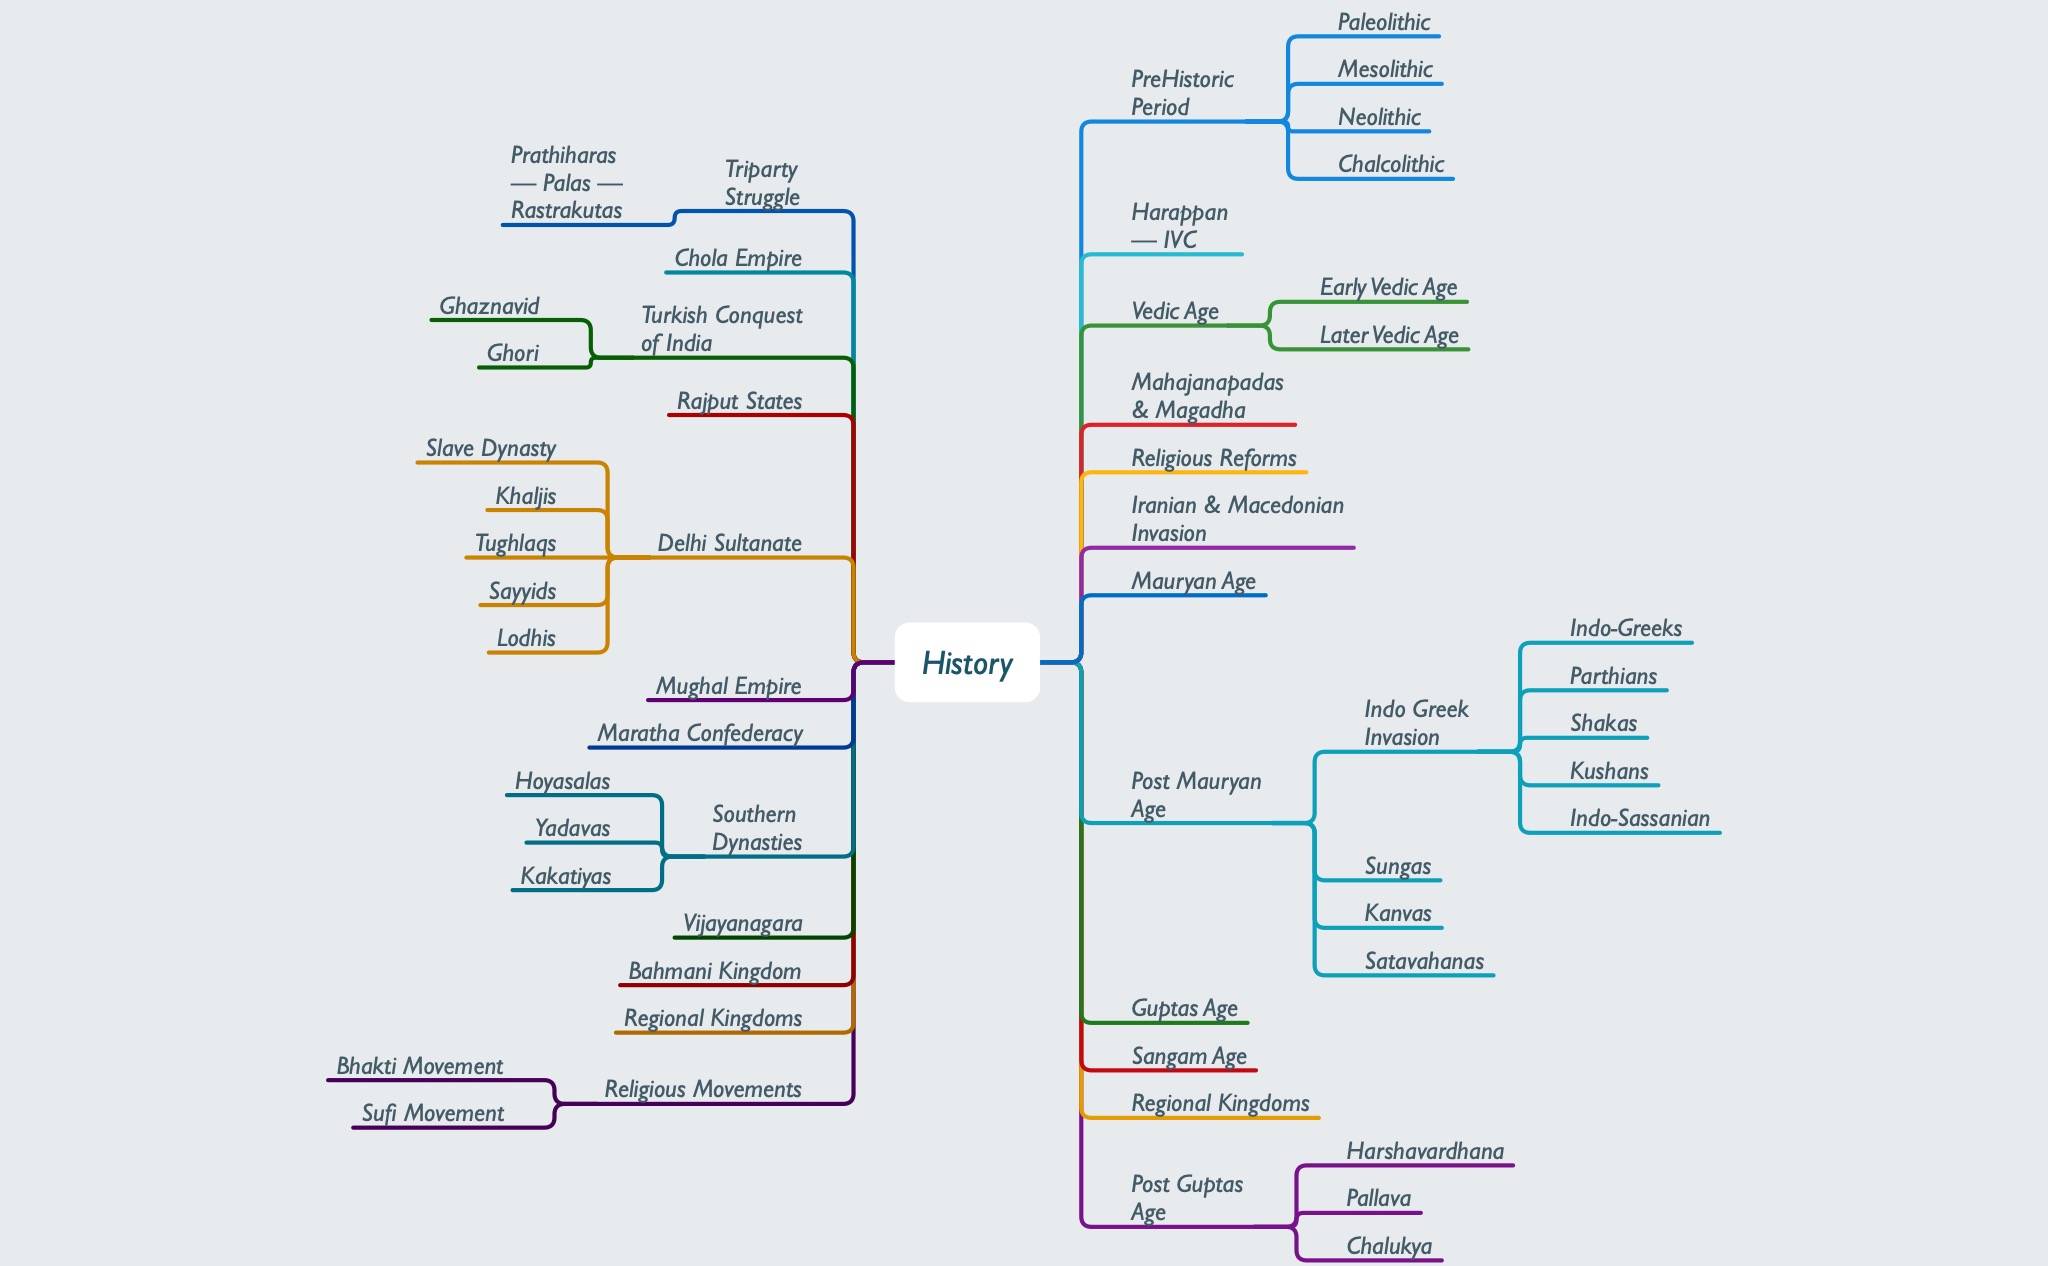 History
PreHistoric
Period
Paleolithic
Mesolithic
Neolithic
Chalcolithic
Harappan
— IVC
Vedic Age
Early Vedic Age
Later Vedic Age
Mahajanapadas
& Magadha
Religious Reforms
Iranian & Macedonian
Invasion
Mauryan Age
Post Mauryan
Age
Indo Greek
Invasion
Indo-Greeks
Parthians
Shakas
Kushans
Indo-Sassanian
Sungas
Kanvas
Satavahanas
Guptas Age
Sangam Age
Regional Kingdoms
Post Guptas
Age
Harshavardhana
Pallava
Chalukya
Triparty
Struggle
Prathiharas
— Palas —
Rastrakutas
Chola Empire
Turkish Conquest
of India
Ghaznavid
Ghori
Rajput States
Delhi Sultanate
Slave Dynasty
Khaljis
Tughlaqs
Sayyids
Lodhis
Mughal Empire
Maratha Confederacy
Southern
Dynasties
Hoyasalas
Yadavas
Kakatiyas
Vijayanagara
Bahmani Kingdom
Regional Kingdoms
Religious Movements
Bhakti Movement
Sufi Movement